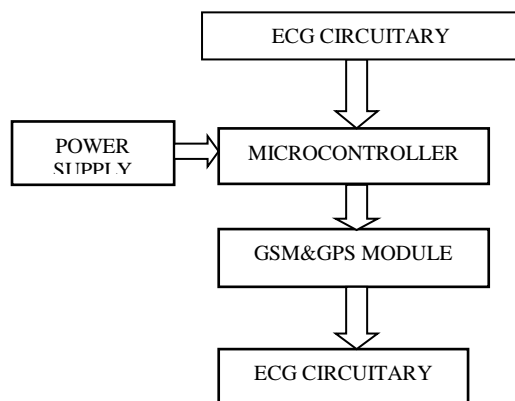 ECG CIRCUITARY
POWER
SUPPLY
MICROCONTROLLER
GSM&GPS MODULE
ECG CIRCUITARY